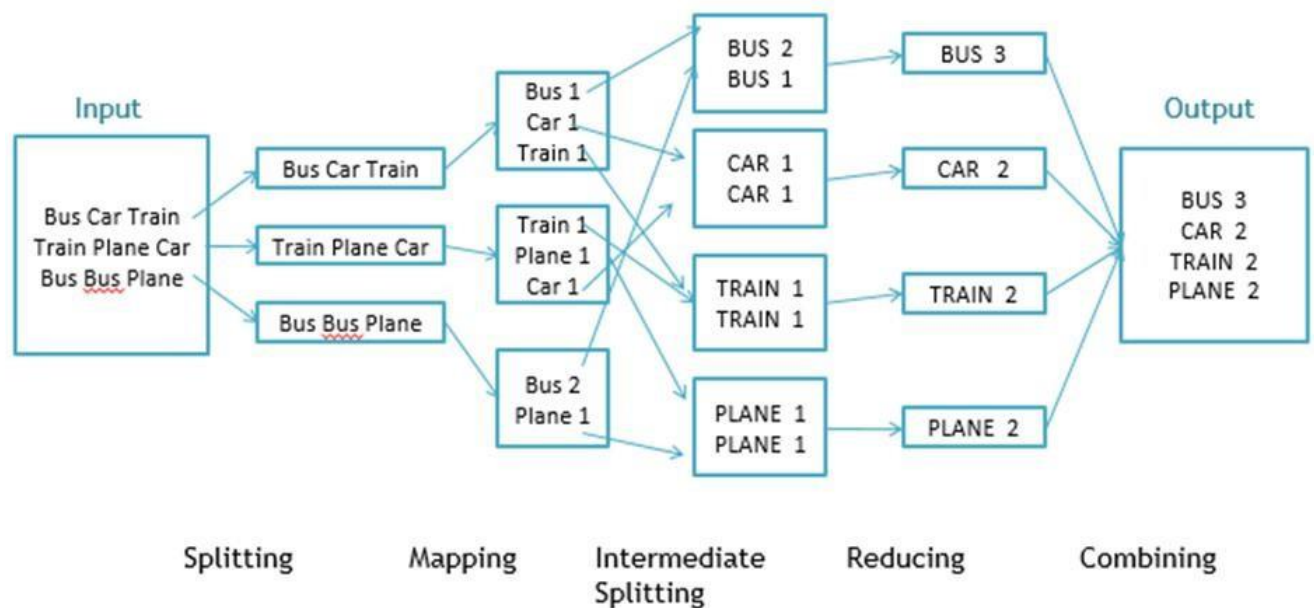 Input
Bus Car Train
Train Plane Car
Bus Bus Plane
Bus Car Train
Train Plane Car
Bus Bus Plane
Bus 1
Car 1
Train 1
Train 1
Plane 1
Car 1
Bus 2
Plane 1
BUS 2
BUS 1
CAR 1
CAR 1
TRAIN 1
TRAIN 1
PLANE 1
PLANE 1
BUS 3
CAR 2
TRAIN 2
PLANE 2
Output
BUS 3
CAR 2
TRAIN 2
PLANE 2
Splitting
Mapping
Intermediate
Splitting
Reducing
Combining